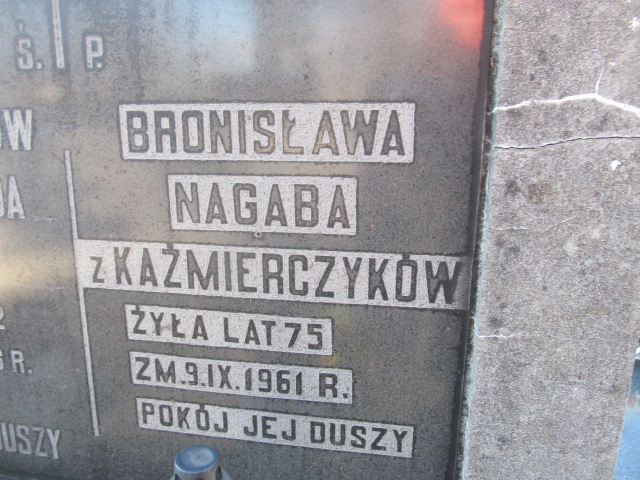 Ś. P.
BRONISŁAWA
NAGABA
z KAŹMIERCZYKÓW
ŻYŁA LAT 75
ZM. 9.IX.1961 R.
POKÓJ JEJ DUSZY